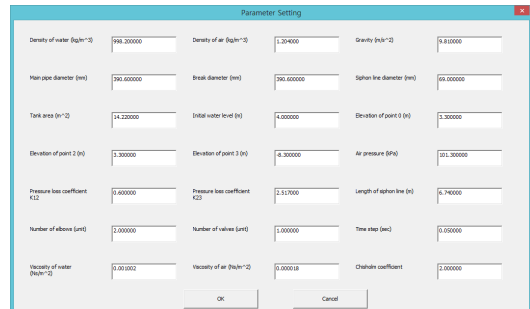 Parameter Setting
x
Density of water (kg/m^3) 998.200000 Density of air (kg/m^3) 1.204000 Gravity (m/s^2) 9.810000
Main pipe diameter (mm) 390.600000 Break diameter (mm) 390.600000 Siphon line diameter (mm) 69.000000
Tank area (m^2) 14.220000 Initial water level (m) 4.000000 Elevation of point 0 (m) 3.300000
Elevation of point 2 (m) 3.300000 Elevation of point 3 (m) -8.300000 Air pressure (kPa) 101.300000
Pressure loss coefficient
K12 0.600000 Pressure loss coefficient
K23 2.517000 Length of siphon line (m) 6.740000
Number of elbows (unit) 2.000000 Number of valves (unit) 1.000000 Time step (sec) 0.050000
Viscosity of water
(Ns/m^2) 0.001002 Viscosity of air (Ns/m^2) 0.000018 Chisholm coefficient 2.000000
OK Cancel